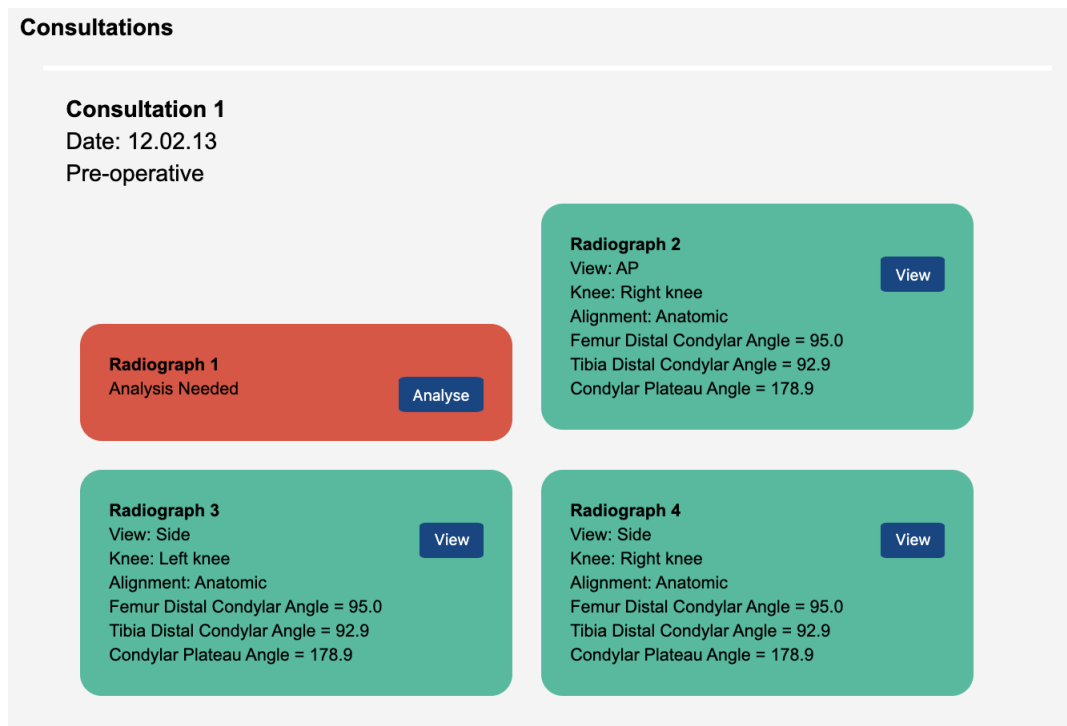 Consultations
Consultation 1
Date: 12.02.13
Pre-operative
Radiograph 1
Analysis Needed
Analyse
Radiograph 2
View: AP
View
Knee: Right knee
Alignment: Anatomic
Femur Distal Condylar Angle = 95.0
Tibia Distal Condylar Angle = 92.9
Condylar Plateau Angle = 178.9
Radiograph 3
View: Side
View
Knee: Left knee
Alignment: Anatomic
Femur Distal Condylar Angle = 95.0
Tibia Distal Condylar Angle = 92.9
Condylar Plateau Angle = 178.9
Radiograph 4
View: Side
View
Knee: Right knee
Alignment: Anatomic
Femur Distal Condylar Angle = 95.0
Tibia Distal Condylar Angle = 92.9
Condylar Plateau Angle = 178.9